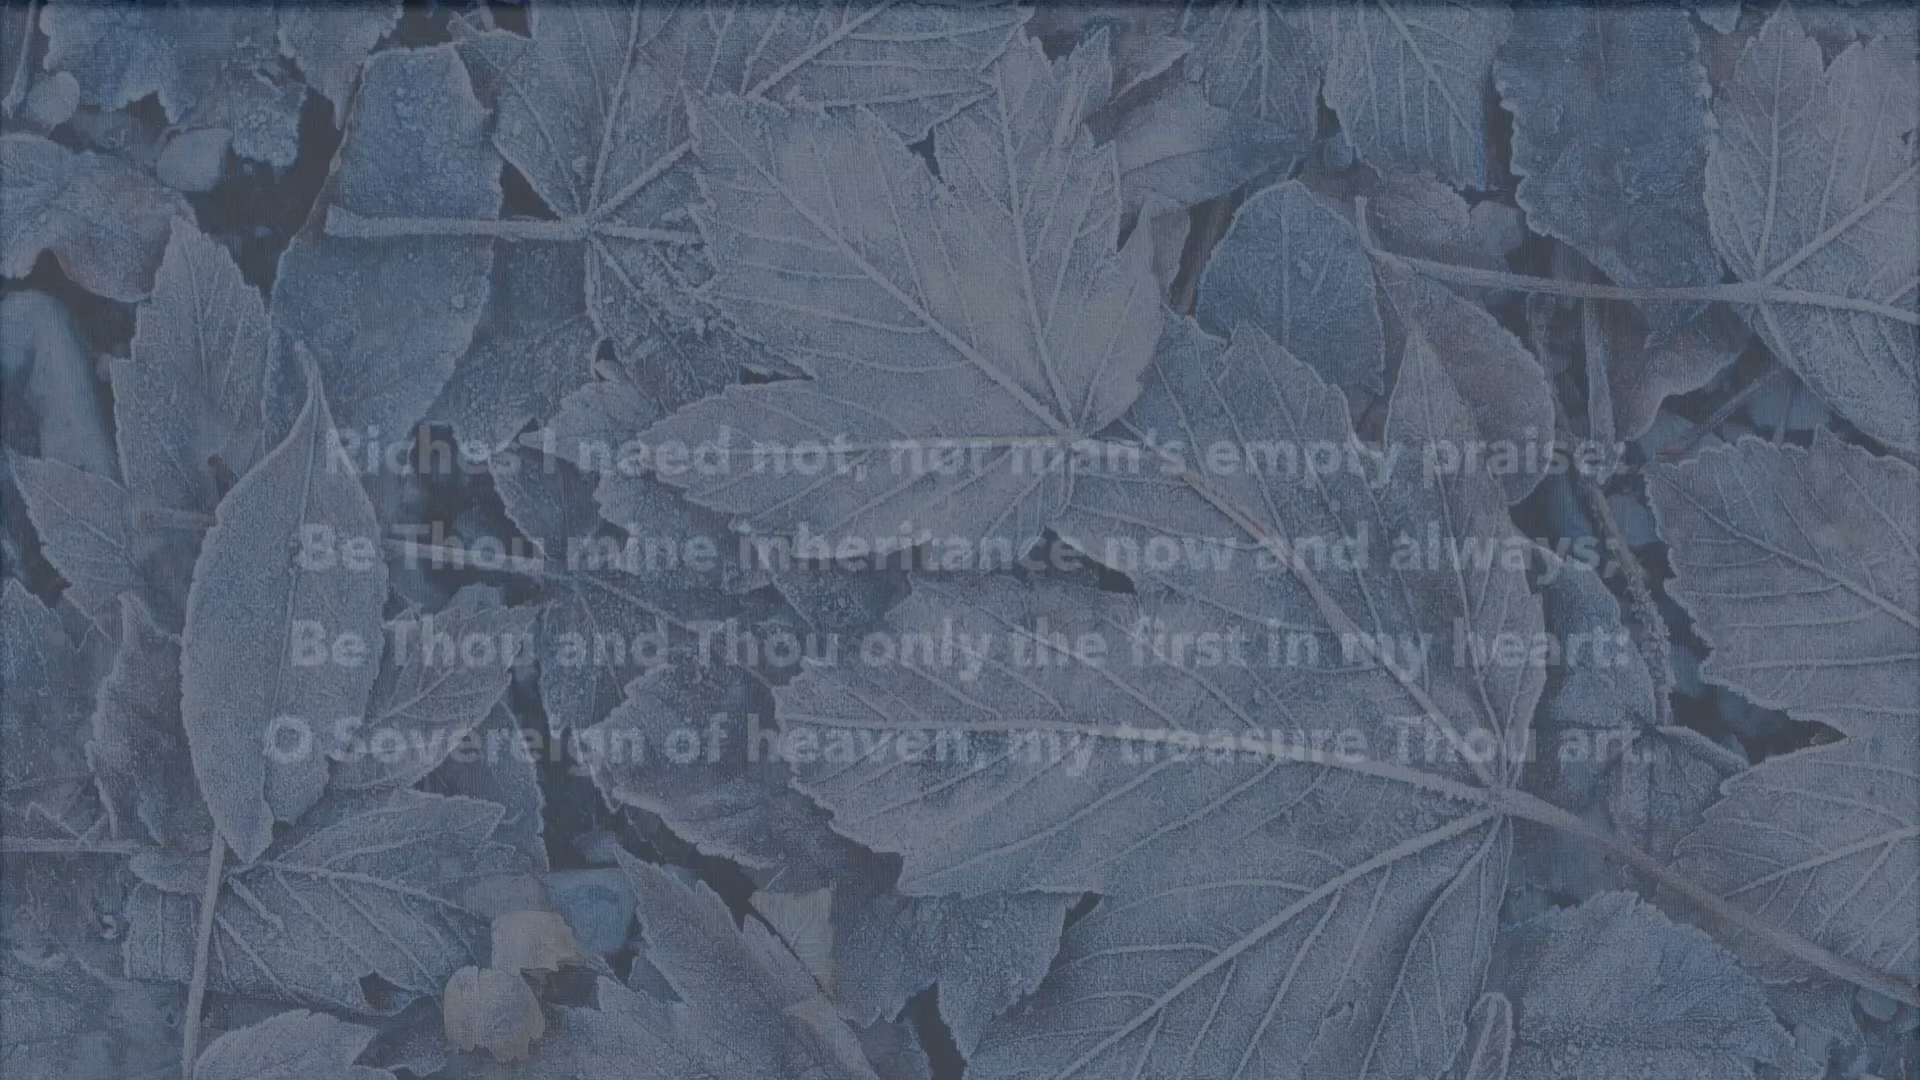 Riches I need not, nor man's empty praise:
Be Thou mine inheritance now and always;
Be Thou and Thou only the first in my heart:
O Sovereign of heaven, my treasure Thou art.